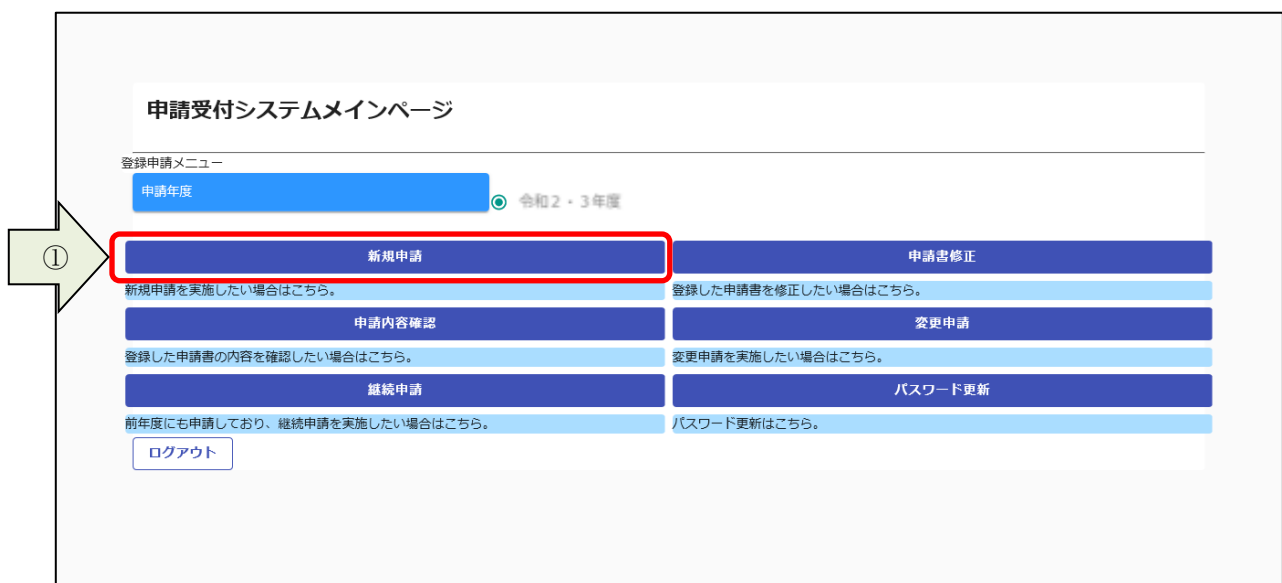 申請受付システムメインページ
登録申請メニュー
申請年度
令和2・3年度
①
新規申請
申請書修正
新規申請を実施したい場合はこちら。
登録した申請書を修正したい場合はこちら。
申請内容確認
変更申請
登録した申請書の内容を確認したい場合はこちら。
変更申請を実施したい場合はこちら。
継続申請
パスワード更新
前年度にも申請しており、継続申請を実施したい場合はこちら。
パスワード更新はこちら。
ログアウト